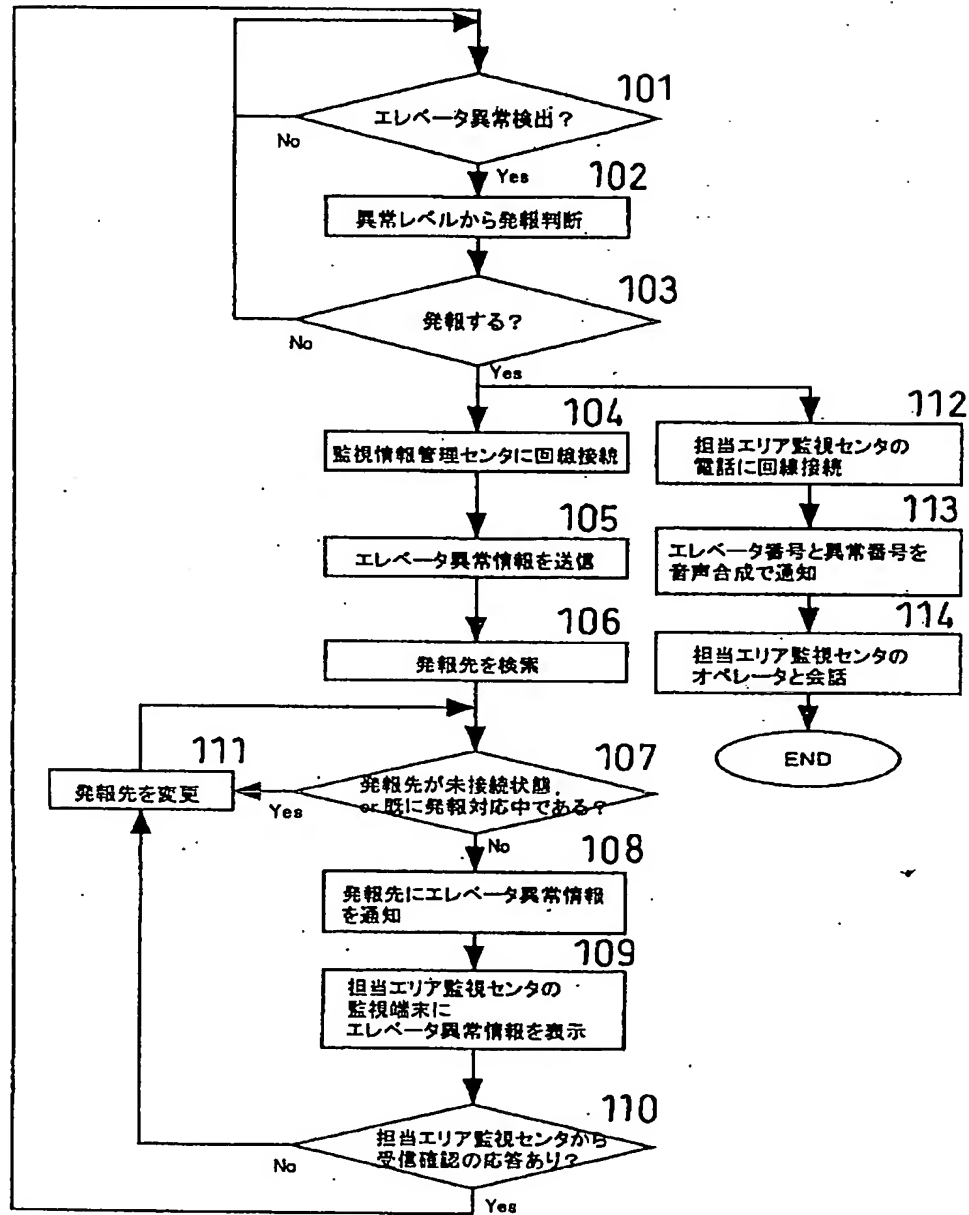 101
エレベータ異常検出?
No
Yes
102
異常レベルから発報判断
103
発報する?
No
Yes
104
監視情報管理センタに回線接続
105
エレベータ異常情報を送信
106
発報先を検索
107
発報先が未接続状態
or 既に発報対応中である?
Yes
No
111
発報先を変更
108
発報先にエレベータ異常情報
を通知
109
担当エリア監視センタの
監視端末に
エレベータ異常情報を表示
110
担当エリア監視センタから
受信確認の応答あり?
No
Yes
112
担当エリア監視センタの
電話に回線接続
113
エレベータ番号と異常番号を
音声合成で通知
114
担当エリア監視センタの
オペレータと会話
END